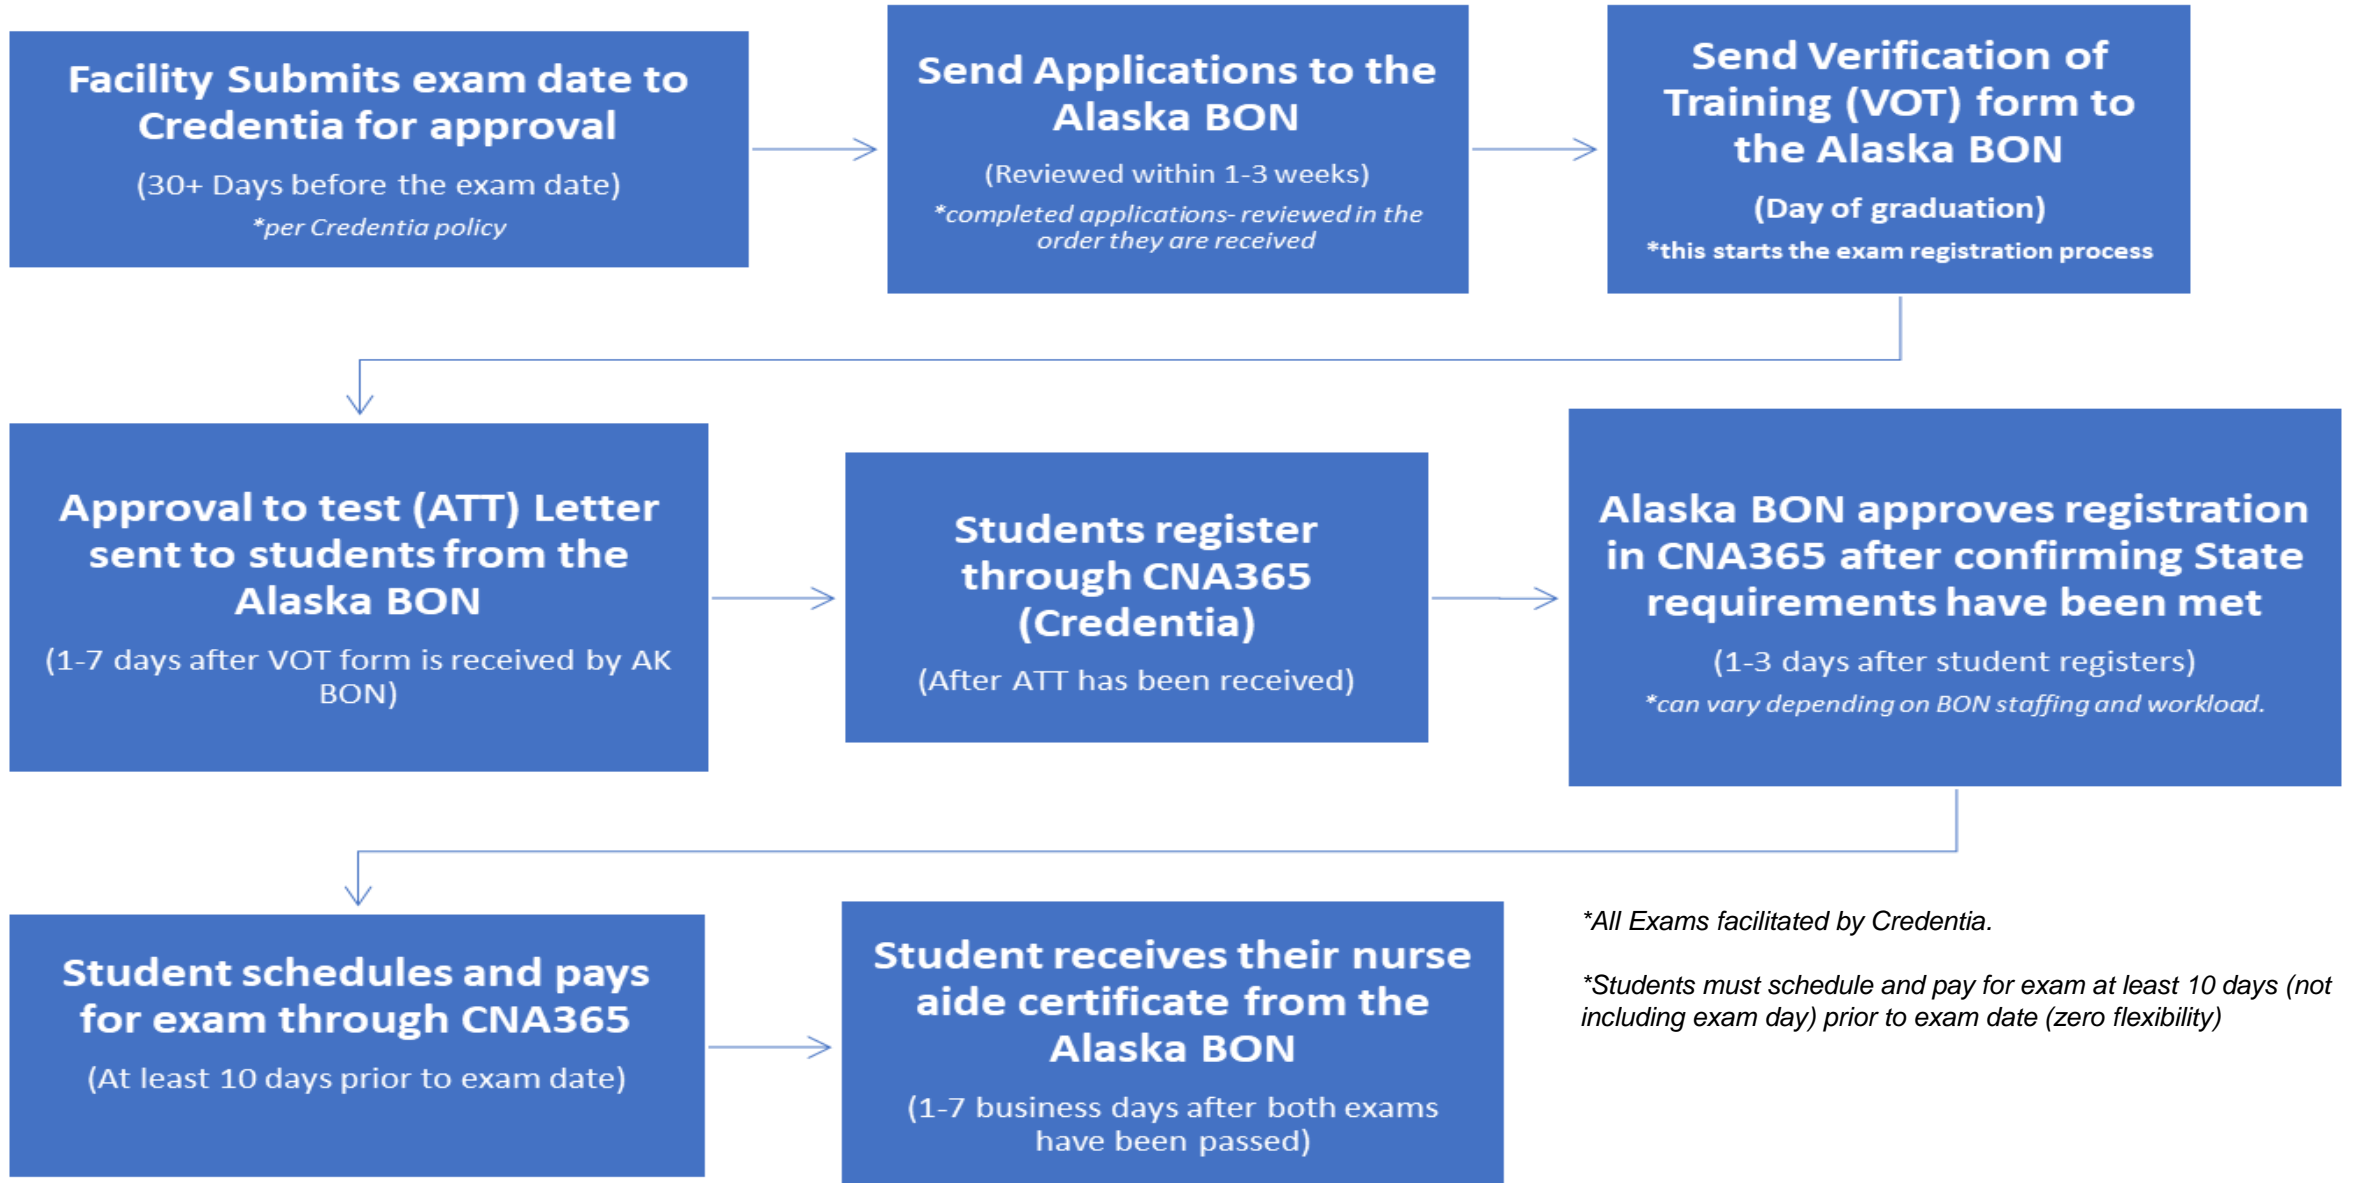 Facility Submits exam date to
Credentia for approval
(30+ Days before the exam date)
*per Credentia policy
Send Applications to the
Alaska BON
(Reviewed within 1-3 weeks)
*completed applications- reviewed in the
order they are received
Send Verification of
Training (VOT) form to
the Alaska BON
(Day of graduation)
*this starts the exam registration process
Approval to test (ATT) Letter
sent to students from the
Alaska BON
(1-7 days after VOT form is received by AK
BON)
Students register
through CNA365
(Credentia)
(After ATT has been received)
Alaska BON approves registration
in CNA365 after confirming State
requirements have been met
(1-3 days after student registers)
*can vary depending on BON staffing and workload.
Student schedules and pays
for exam through CNA365
(At least 10 days prior to exam date)
Student receives their nurse
aide certificate from the
Alaska BON
(1-7 business days after both exams
have been passed)
*All Exams facilitated by Credentia.
*Students must schedule and pay for exam at least 10 days (not
including exam day) prior to exam date (zero flexibility)